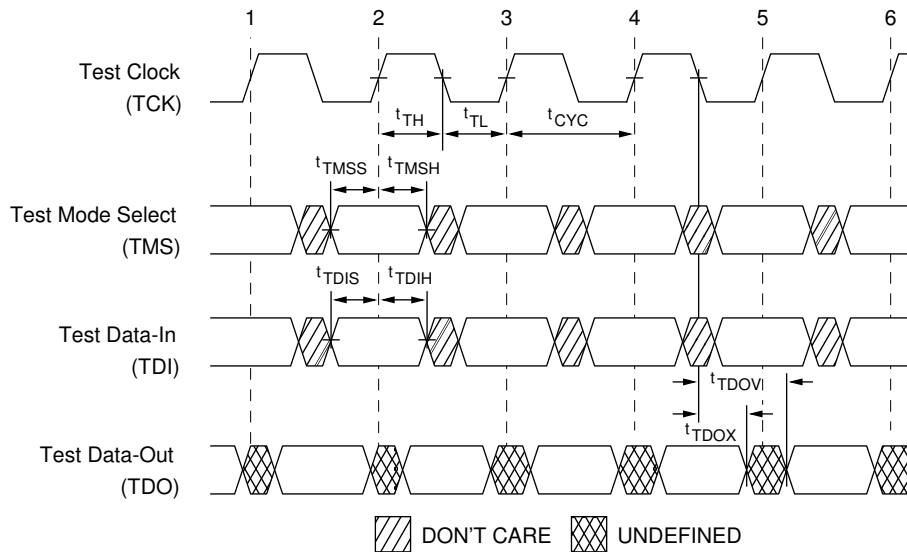 1 2 3 4 5 6
Test Clock
(TCK)
tTH tTL tCYC
tTMSS tTMSH
Test Mode Select
(TMS)
tTDIS tTDIH
Test Data-In
(TDI)
tTDOV
tTDOX
Test Data-Out
(TDO)
DON'T CARE UNDEFINED